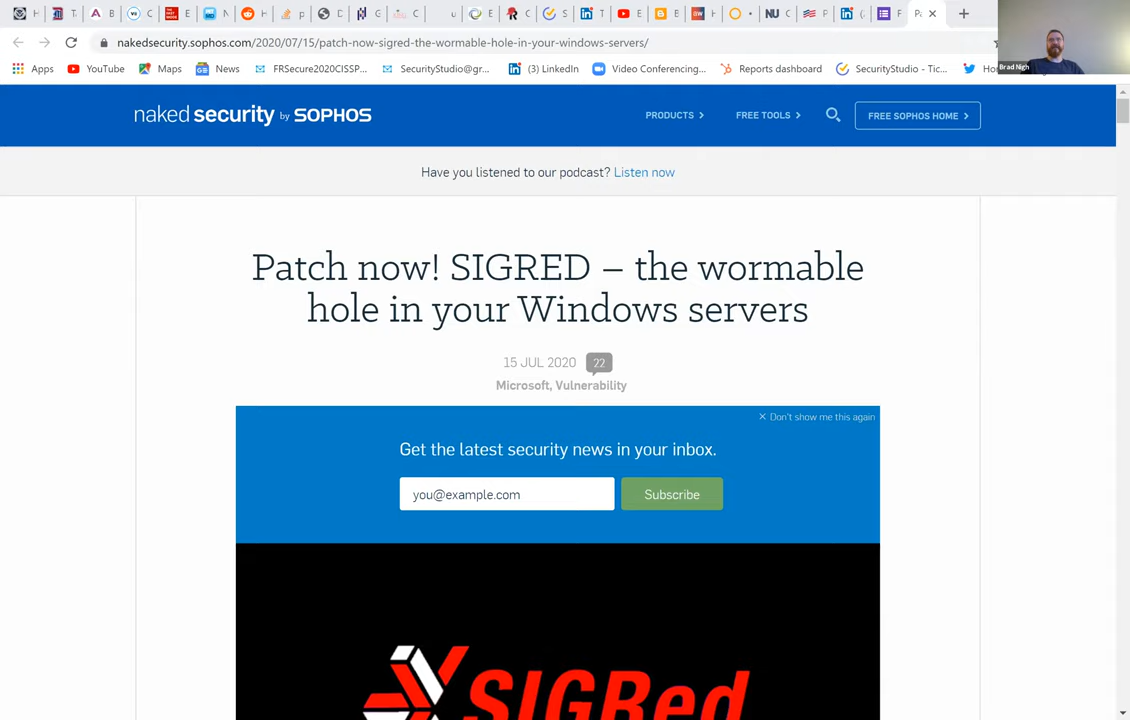 H
T
A B
C
E
N
H
p
D
G
C
u
E
C
S
T
E
E
H
•
NU C
P
(
F
Pa
nakedsecurity.sophos.com/2020/07/15/patch-now-sigred-the-wormable-hole-in-your-windows-servers/
Brad Nigh
Apps YouTube Maps News FRSecure2020CISSP... SecurityStudio@gr... (3) LinkedIn Video Conferencing... Reports dashboard SecurityStudio - Tic...
naked security by SOPHOS
PRODUCTS FREE TOOLS FREE SOPHOS HOME
Have you listened to our podcast? Listen now
Patch now! SIGRED – the wormable
hole in your Windows servers
15 JUL 2020 22
Microsoft, Vulnerability
Don't show me this again
Get the latest security news in your inbox.
you@example.com Subscribe
SIGRed